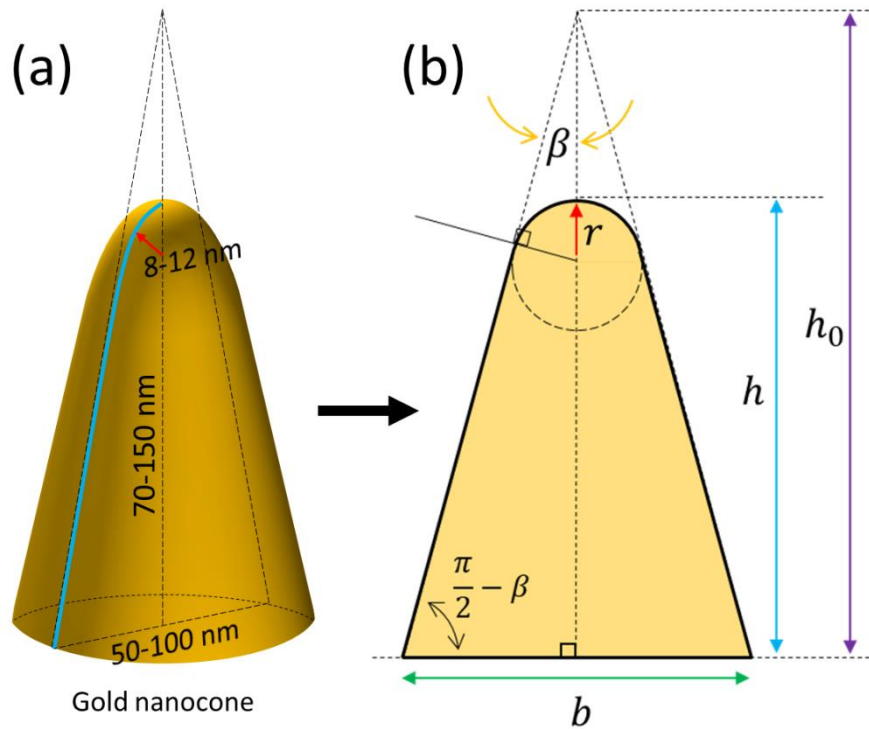 (a)
8-12 nm
70-150 nm
50-100 nm
Gold nanocone
(b)
β
r
h₀
h
π/2 − β
b